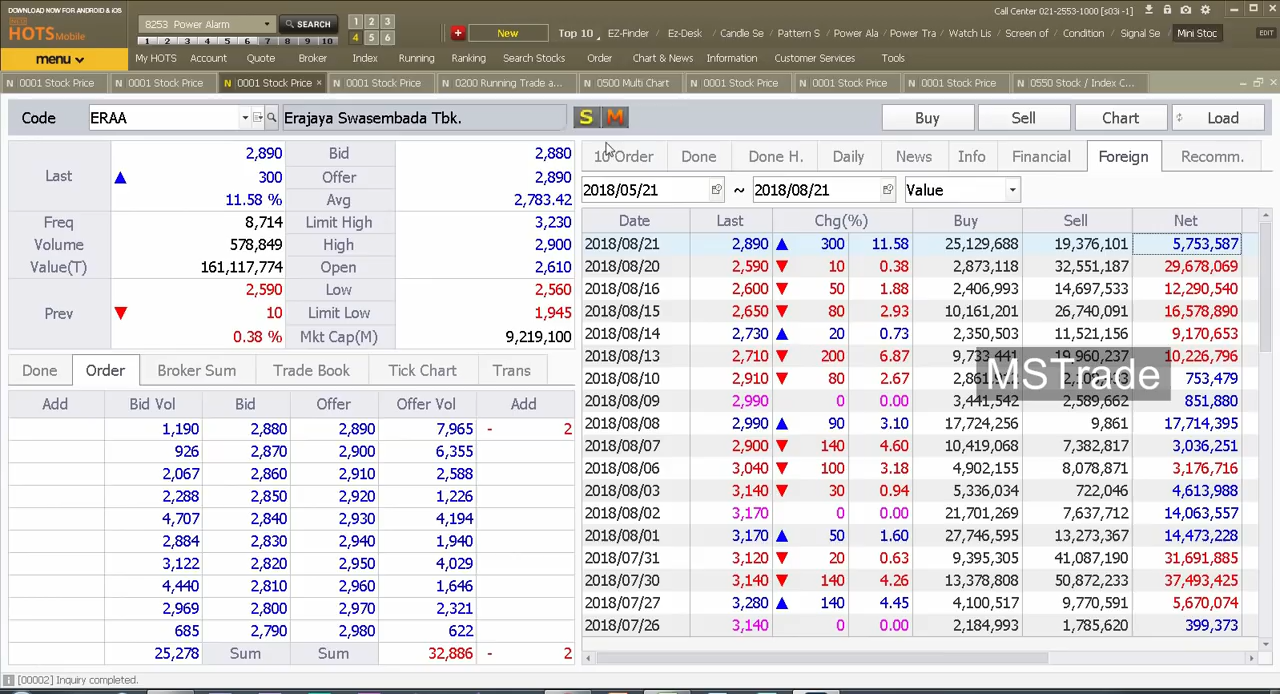 DOWNLOAD NOW FOR ANDROID & iOS
HOTS Mobile
8253 Power Alarm SEARCH
1 2 3 4 5 6 7 8 9 10
1 2 3
4 5 6
New
Top 10 EZ-Finder Ez-Desk Candle Se Pattern S Power Ala Power Tra Watch Lis Screen of Condition Signal Se Mini Stoc EDIT
Call Center 021-2553-1000 [s03i -1]
menu My HOTS Account Quote Broker Index Running Ranking Search Stocks Order Chart & News Information Customer Services Tools
N 0001 Stock Price N 0001 Stock Price N 0001 Stock Price × N 0001 Stock Price N 0200 Running Trade a... N 0500 Multi Chart N 0001 Stock Price N 0001 Stock Price N 0001 Stock Price N 0550 Stock / Index C...
Code ERAA Erajaya Swasembada Tbk. S M Buy Sell Chart Load
Last 2,890 Bid 2,880
300 Offer 2,890
11.58 % Avg 2,783.42
Freq 8,714 Limit High 3,230
Volume 578,849 High 2,900
Value(T) 161,117,774 Open 2,610
2,590 Low 2,560
Prev 10 Limit Low 1,945
0.38 % Mkt Cap(M) 9,219,100
Done Order Broker Sum Trade Book Tick Chart Trans
Add Bid Vol Bid Offer Offer Vol Add
1,190 2,880 2,890 7,965 - 2
926 2,870 2,900 6,355
2,067 2,860 2,910 2,588
2,288 2,850 2,920 1,226
4,707 2,840 2,930 4,194
2,884 2,830 2,940 1,940
3,122 2,820 2,950 4,029
4,440 2,810 2,960 1,646
2,969 2,800 2,970 2,321
685 2,790 2,980 622
25,278 Sum Sum 32,886 - 2
10 Order Done Done H. Daily News Info Financial Foreign Recomm.
2018/05/21 ~ 2018/08/21 Value
Date Last Chg(%) Buy Sell Net
2018/08/21 2,890 300 11.58 25,129,688 19,376,101 5,753,587
2018/08/20 2,590 10 0.38 2,873,118 32,551,187 29,678,069
2018/08/16 2,600 50 1.88 2,406,993 14,697,533 12,290,540
2018/08/15 2,650 80 2.93 10,161,201 26,740,091 16,578,890
2018/08/14 2,730 20 0.73 2,350,503 11,521,156 9,170,653
2018/08/13 2,710 200 6.87 9,733,441 19,960,237 10,226,796
2018/08/10 2,910 80 2.67 753,479
2018/08/09 2,990 0 0.00 3,441,542 2,589,662 851,880
2018/08/08 2,990 90 3.10 17,724,256 9,861 17,714,395
2018/08/07 2,900 140 4.60 10,419,068 7,382,817 3,036,251
2018/08/06 3,040 100 3.18 4,902,155 8,078,871 3,176,716
2018/08/03 3,140 30 0.94 5,336,034 722,046 4,613,988
2018/08/02 3,170 0 0.00 21,701,269 7,637,712 14,063,557
2018/08/01 3,170 50 1.60 27,746,595 13,273,367 14,473,228
2018/07/31 3,120 20 0.63 9,395,305 41,087,190 31,691,885
2018/07/30 3,140 140 4.26 13,378,808 50,872,233 37,493,425
2018/07/27 3,280 140 4.45 4,100,517 9,770,591 5,670,074
2018/07/26 3,140 0 0.00 2,184,993 1,785,620 399,373
MSTrade
[00002] Inquiry completed.